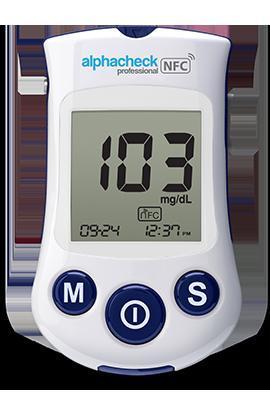 alphacheck
professional NFC
103
mg/dL
NFC
09-24 12:37 PM
M I S